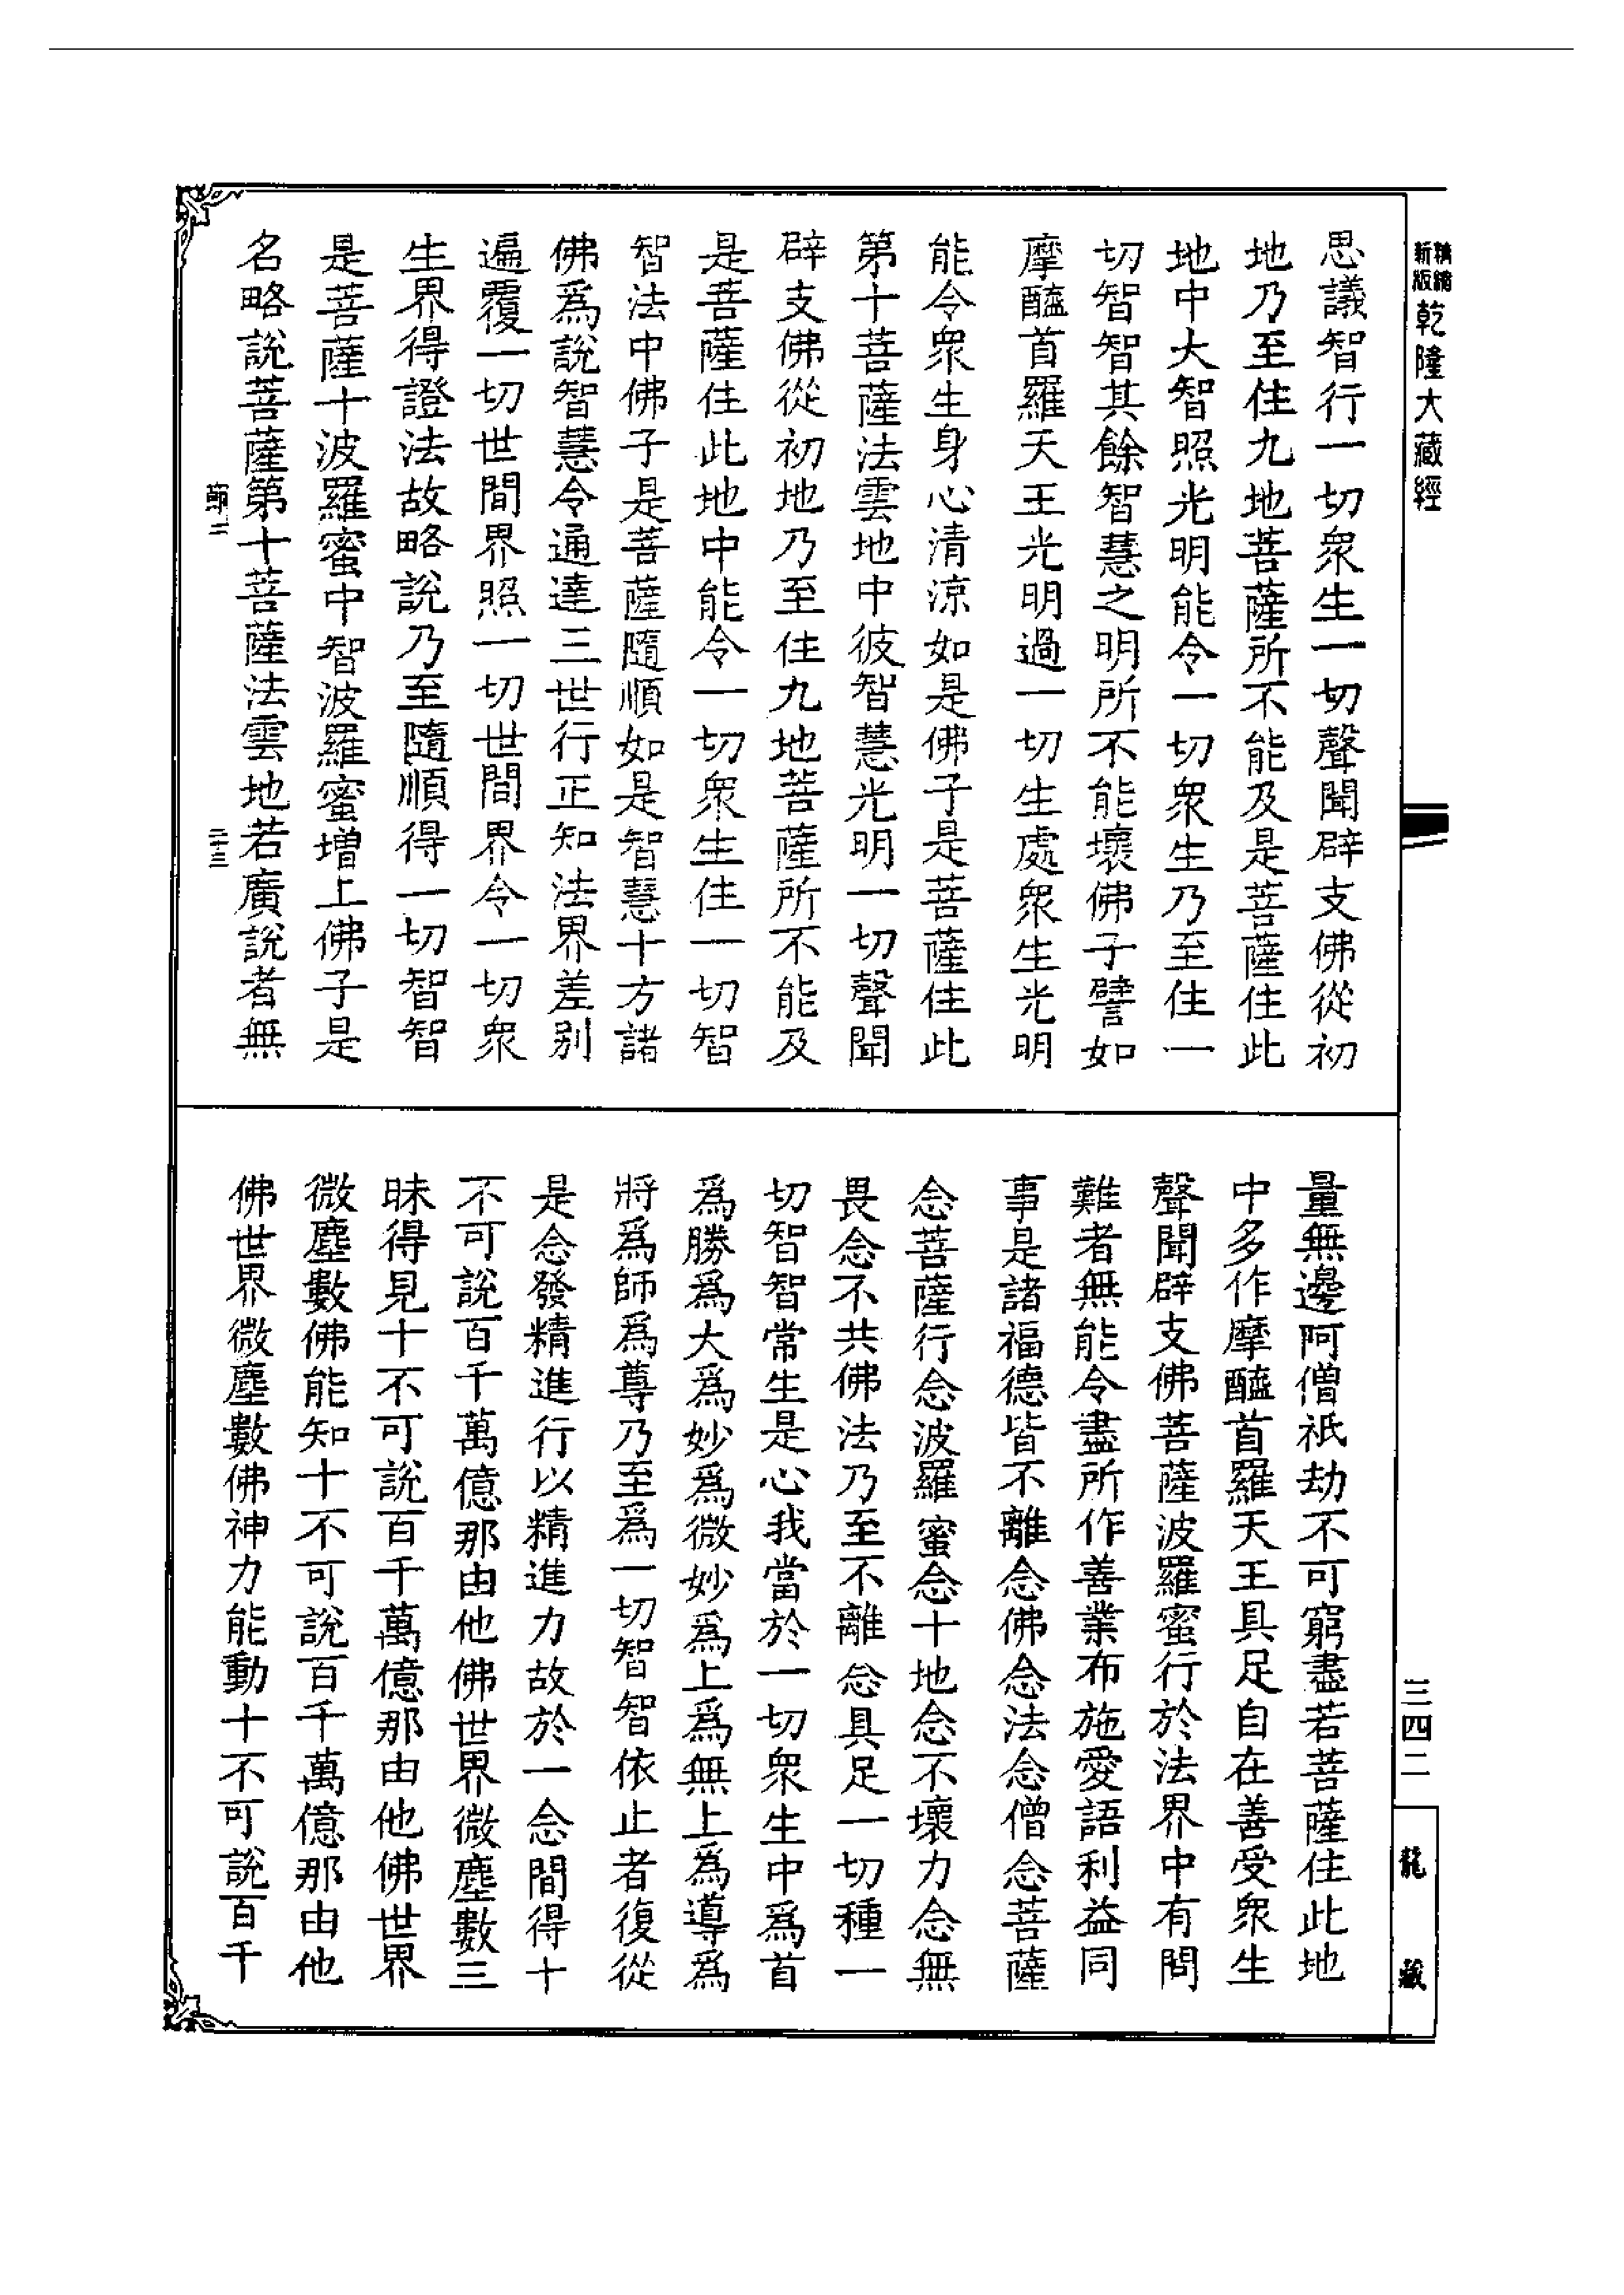 精縮
新版
乾隆大藏經
思議智行一切衆生一切聲聞辟支佛從初
地乃至住九地菩薩所不能及是菩薩住此
地中大智照光明能令一切衆生乃至住一
切智智其餘智慧之明所不能壞佛子譬如
摩醯首羅天王光明過一切生處衆生光明
能令衆生身心清涼如是佛子是菩薩住此
第十菩薩法雲地中彼智慧光明一切聲聞
辟支佛從初地乃至住九地菩薩所不能及
是菩薩住此地中能令一切衆生住一切智
智法中佛子是菩薩隨順如是智慧十方諸
佛爲說智慧令通達三世行正知法界差別
遍覆一切世間界照一切世間界令一切衆
生界得證法故略說乃至隨順得一切智智
是菩薩十波羅蜜中智波羅蜜增上佛子是
名略說菩薩第十菩薩法雲地若廣說者無
二十三
量無邊阿僧祇劫不可窮盡若菩薩住此地
中多作摩醯首羅天王具足自在善受衆生
聲聞辟支佛菩薩波羅蜜行於法界中有問
難者無能令盡所作善業布施愛語利益同
事是諸福德皆不離念佛念法念僧念菩薩
念菩薩行念波羅蜜念十地念不壞力念無
畏念不共佛法乃至不離念具足一切種一
切智智常生是心我當於一切衆生中爲首
爲勝爲大爲妙爲微妙爲上爲無上爲導爲
將爲師爲尊乃至爲一切智智依止者復從
是念發精進行以精進力故於一念間得十
不可說百千萬億那由他佛世界微塵數三
昧得見十不可說百千萬億那由他佛世界
微塵數佛能知十不可說百千萬億那由他
佛世界微塵數佛神力能動十不可說百千
三四二
龍藏